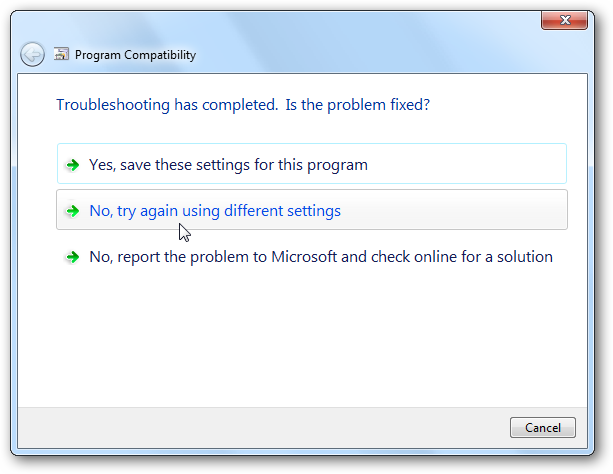 Program Compatibility
Troubleshooting has completed. Is the problem fixed?
Yes, save these settings for this program
No, try again using different settings
No, report the problem to Microsoft and check online for a solution
Cancel